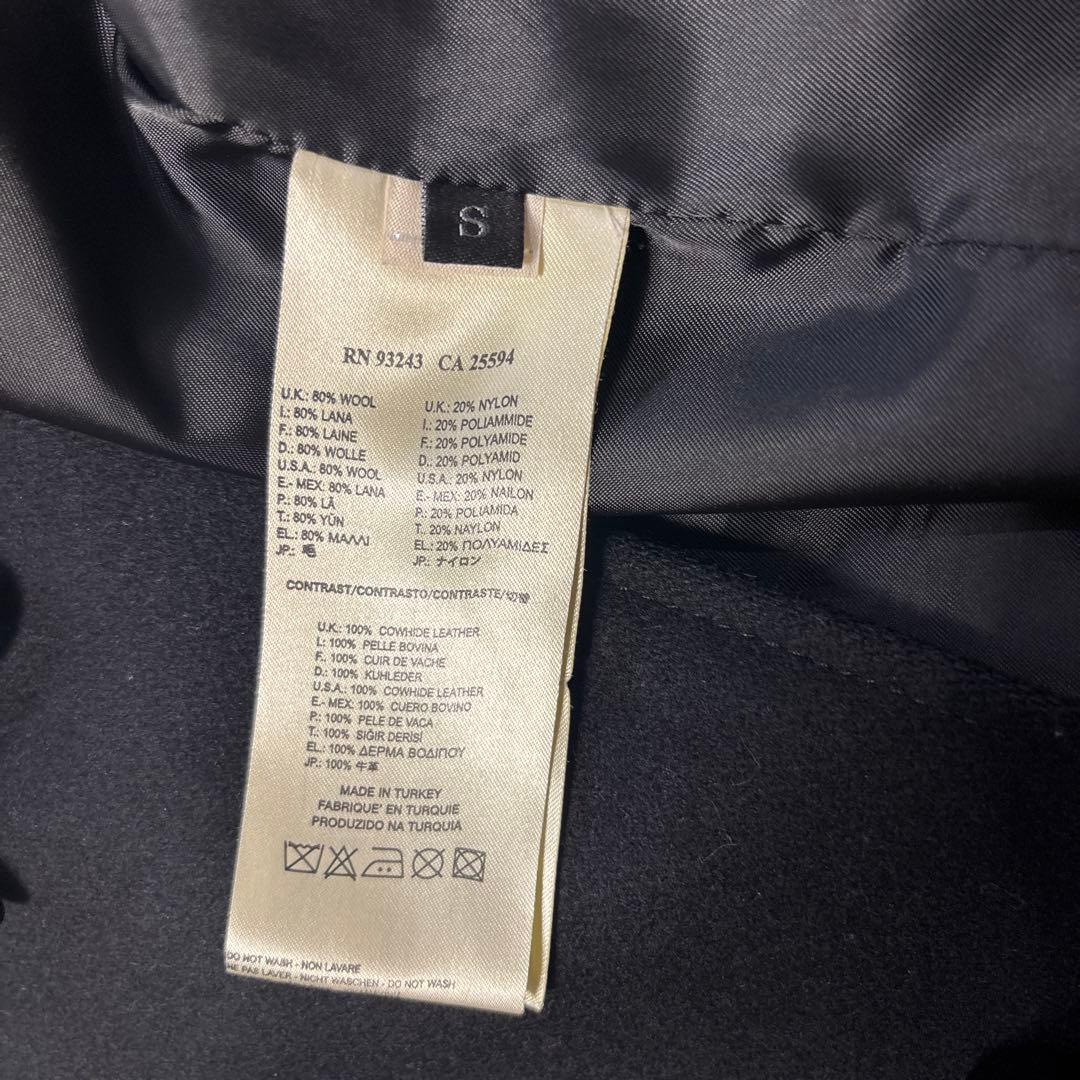 S
RN 93243 CA 25594
U.K.: 80% WOOL
I.: 80% LANA
F.: 80% LAINE
D.: 80% WOLLE
U.S.A.: 80% WOOL
E.- MEX: 80% LANA
P.: 80% LÃ
T.: 80% YÜN
EL.: 80% ΜΑΛΛΙ
JP.: 毛
U.K.: 20% NYLON
I.: 20% POLIAMMIDE
F.: 20% POLYAMIDE
D.: 20% POLYAMID
U.S.A.: 20% NYLON
E.- MEX: 20% NAILON
P.: 20% POLIAMIDA
T.: 20% NAYLON
EL.: 20% ΠΟΛΥΑΜΙΔΕΣ
JP.: ナイロン
CONTRAST/CONTRASTO/CONTRASTE/切替
U.K.: 100% COWHIDE LEATHER
I.: 100% PELLE BOVINA
F.: 100% CUIR DE VACHE
D.: 100% KUHLEDER
U.S.A.: 100% COWHIDE LEATHER
E.- MEX: 100% CUERO BOVINO
P.: 100% PELE DE VACA
T.: 100% SIĞIR DERİSİ
EL.: 100% ΔΕΡΜΑ ΒΟΔΙΝΟΥ
JP.: 100% 牛革
MADE IN TURKEY
FABRIQUE' EN TURQUIE
PRODUZIDO NA TURQUIA
DO NOT WASH - NON LAVARE
NE PAS LAVER - NICHT WASCHEN - DO NOT WASH